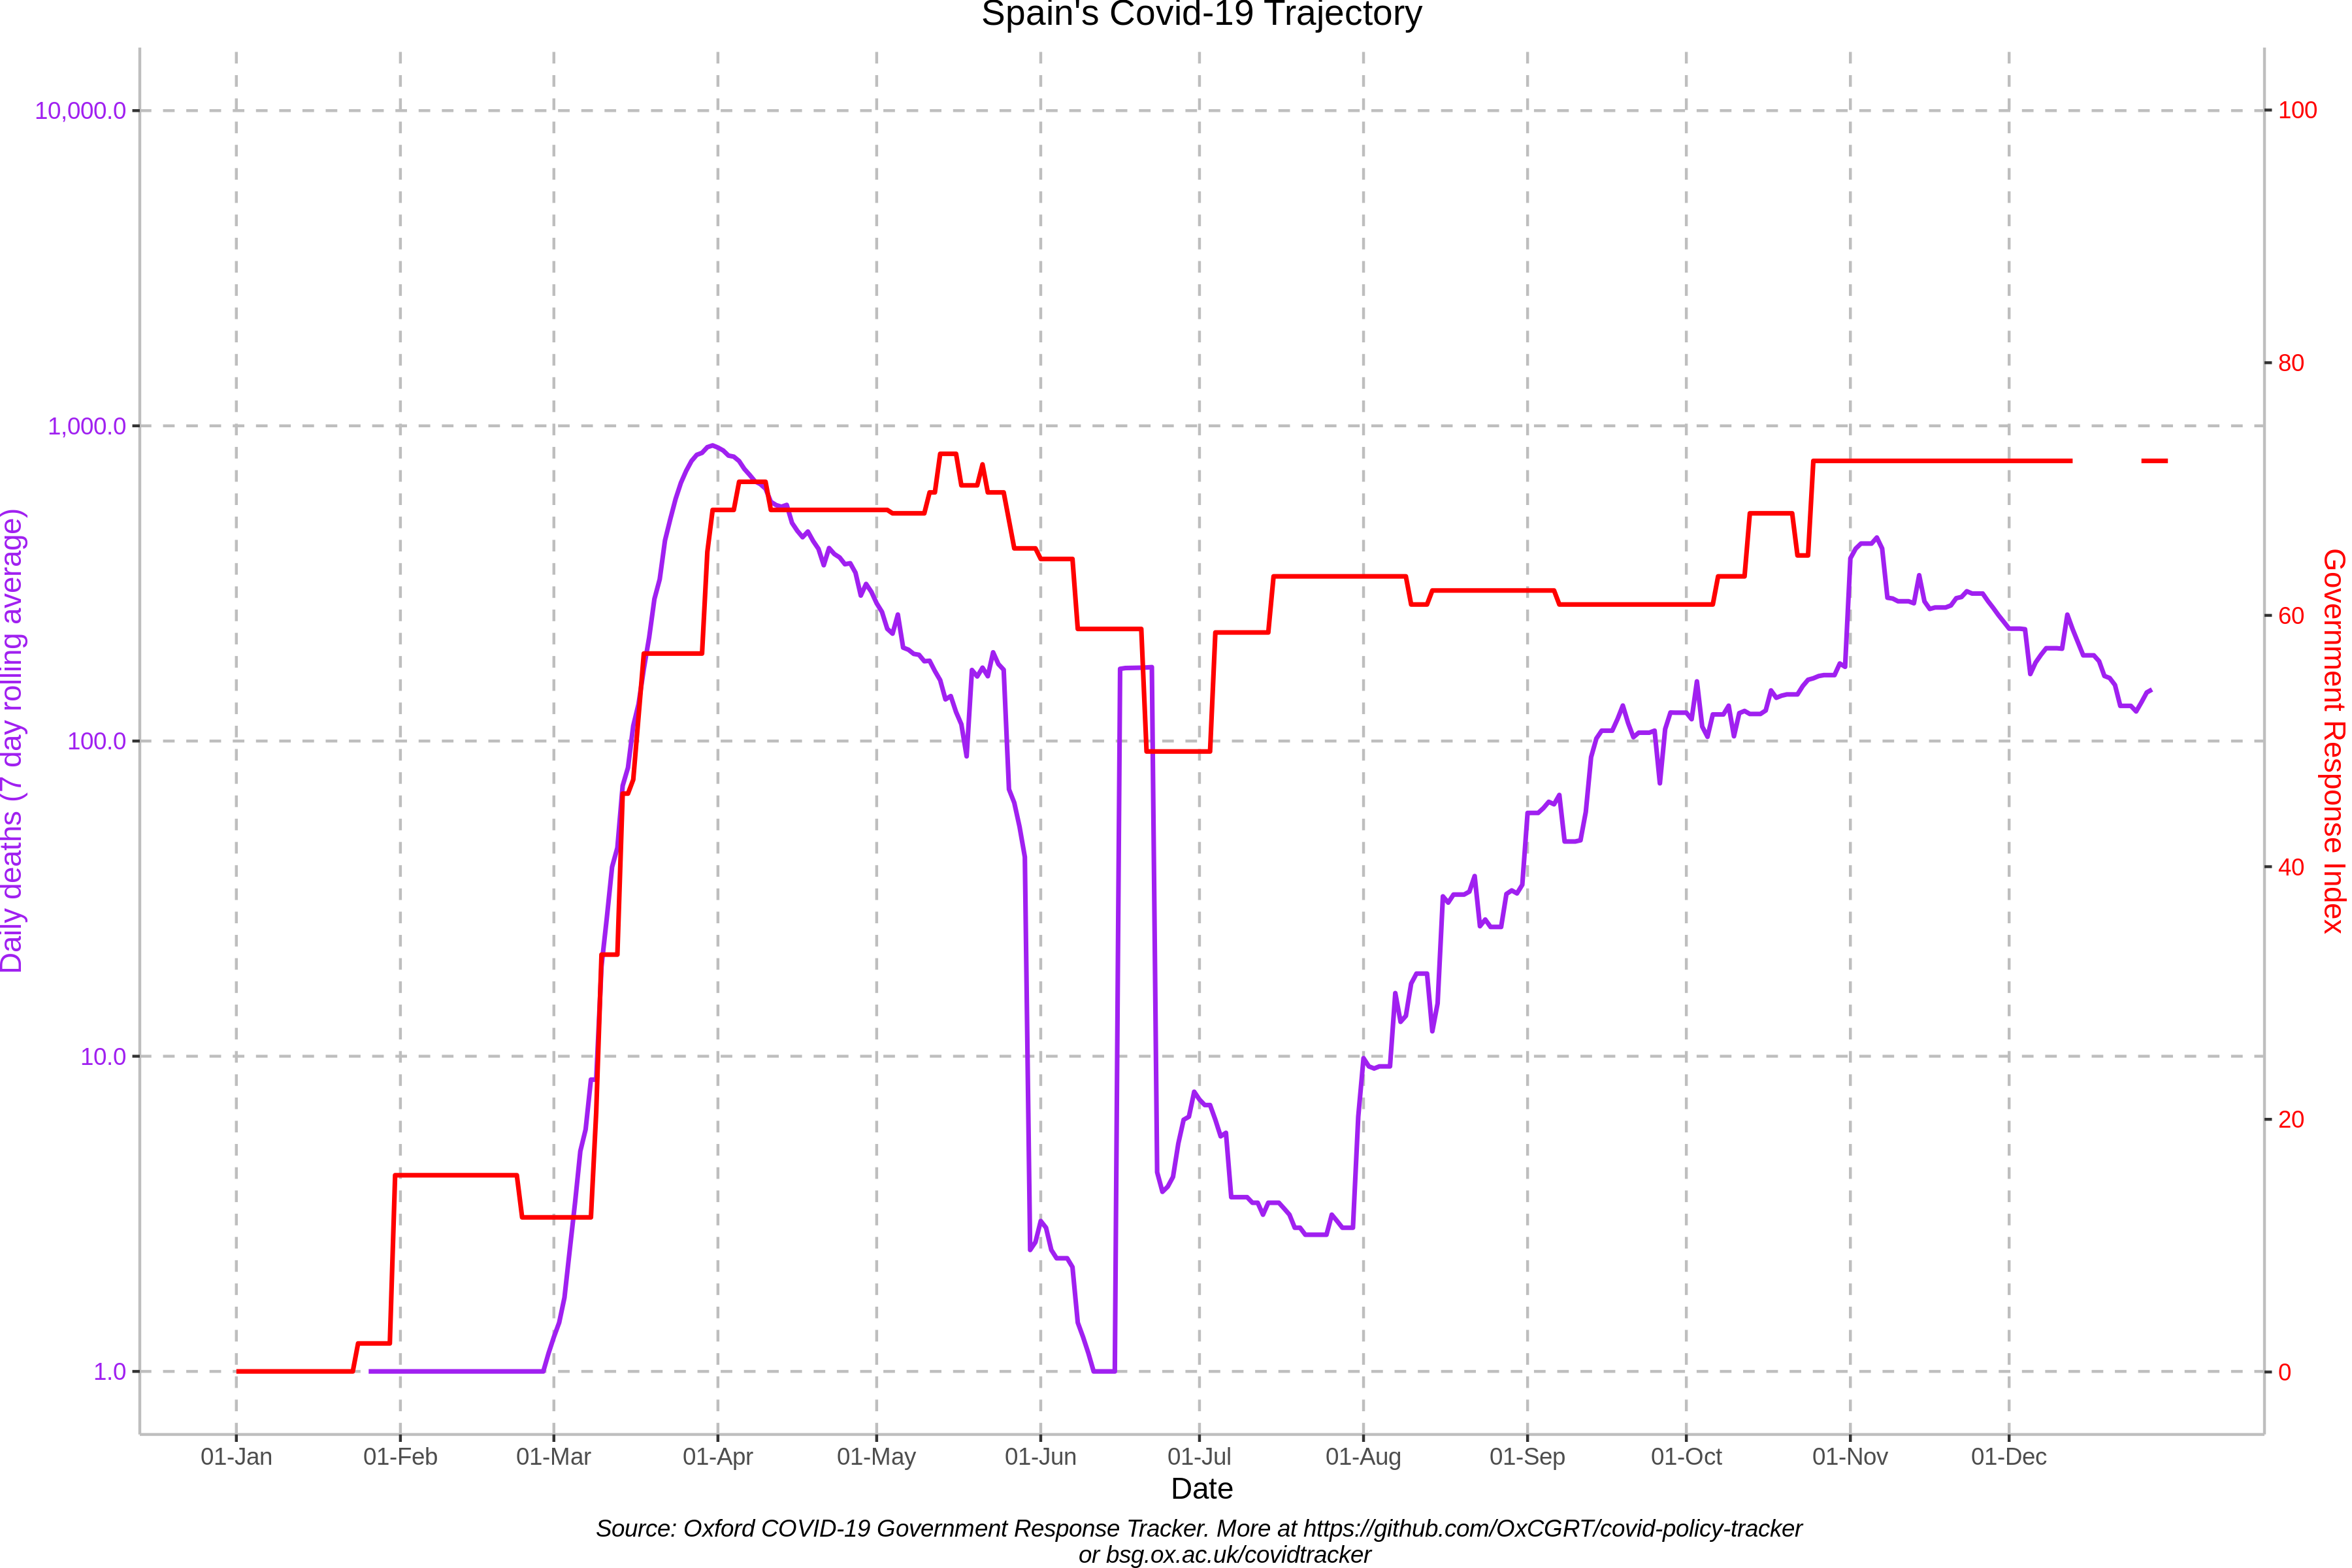 Spain's Covid-19 Trajectory
Daily deaths (7 day rolling average)
10,000.0
1,000.0
100.0
10.0
1.0
100
80
60
40
20
0
Government Response Index
01-Jan
01-Feb
01-Mar
01-Apr
01-May
01-Jun
01-Jul
01-Aug
01-Sep
01-Oct
01-Nov
01-Dec
Date
Source: Oxford COVID-19 Government Response Tracker. More at https://github.com/OxCGRT/covid-policy-tracker
or bsg.ox.ac.uk/covidtracker